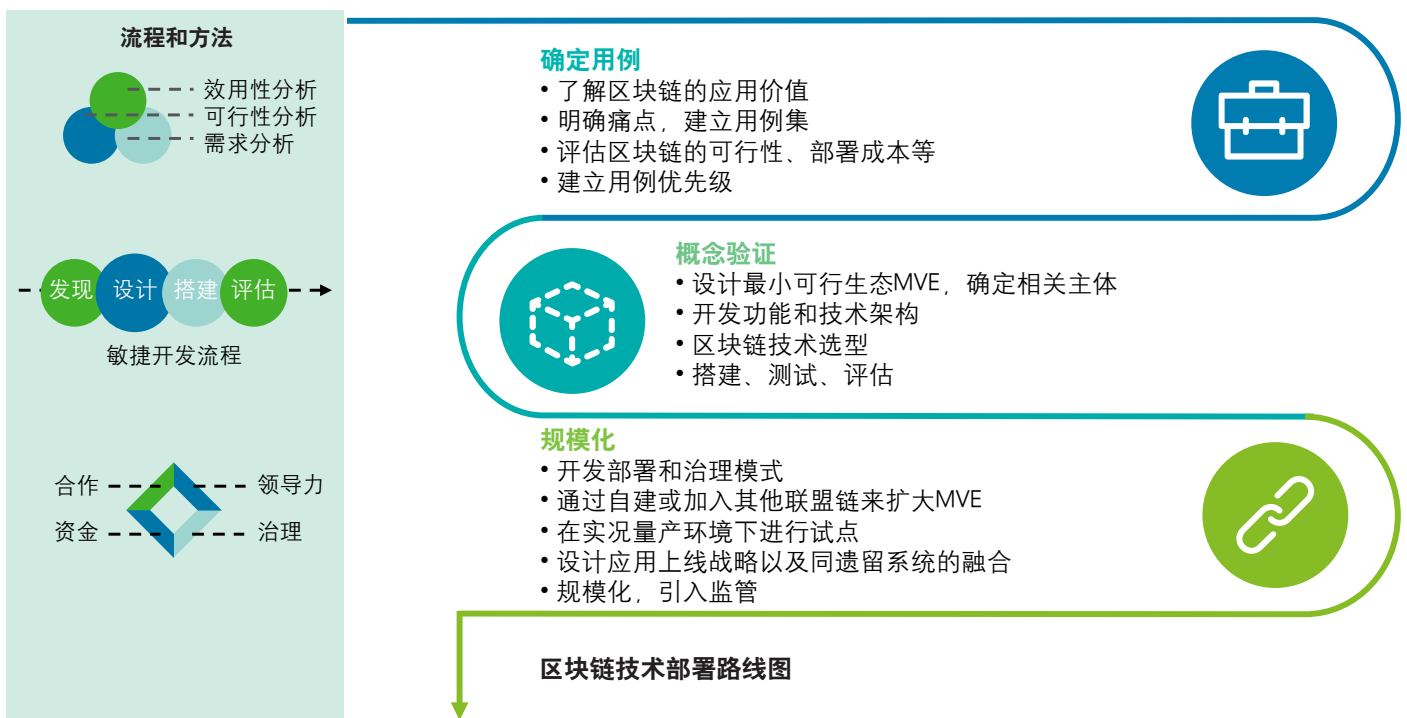 流程和方法
效用性分析
可行性分析
需求分析
发现 设计 搭建 评估
敏捷开发流程
合作 领导力
资金 治理
确定用例
• 了解区块链的应用价值
• 明确痛点，建立用例集
• 评估区块链的可行性、部署成本等
• 建立用例优先级
概念验证
• 设计最小可行生态MVE，确定相关主体
• 开发功能和技术架构
• 区块链技术选型
• 搭建、测试、评估
规模化
• 开发部署和治理模式
• 通过自建或加入其他联盟链来扩大MVE
• 在实况量产环境下进行试点
• 设计应用上线战略以及同遗留系统的融合
• 规模化，引入监管
区块链技术部署路线图